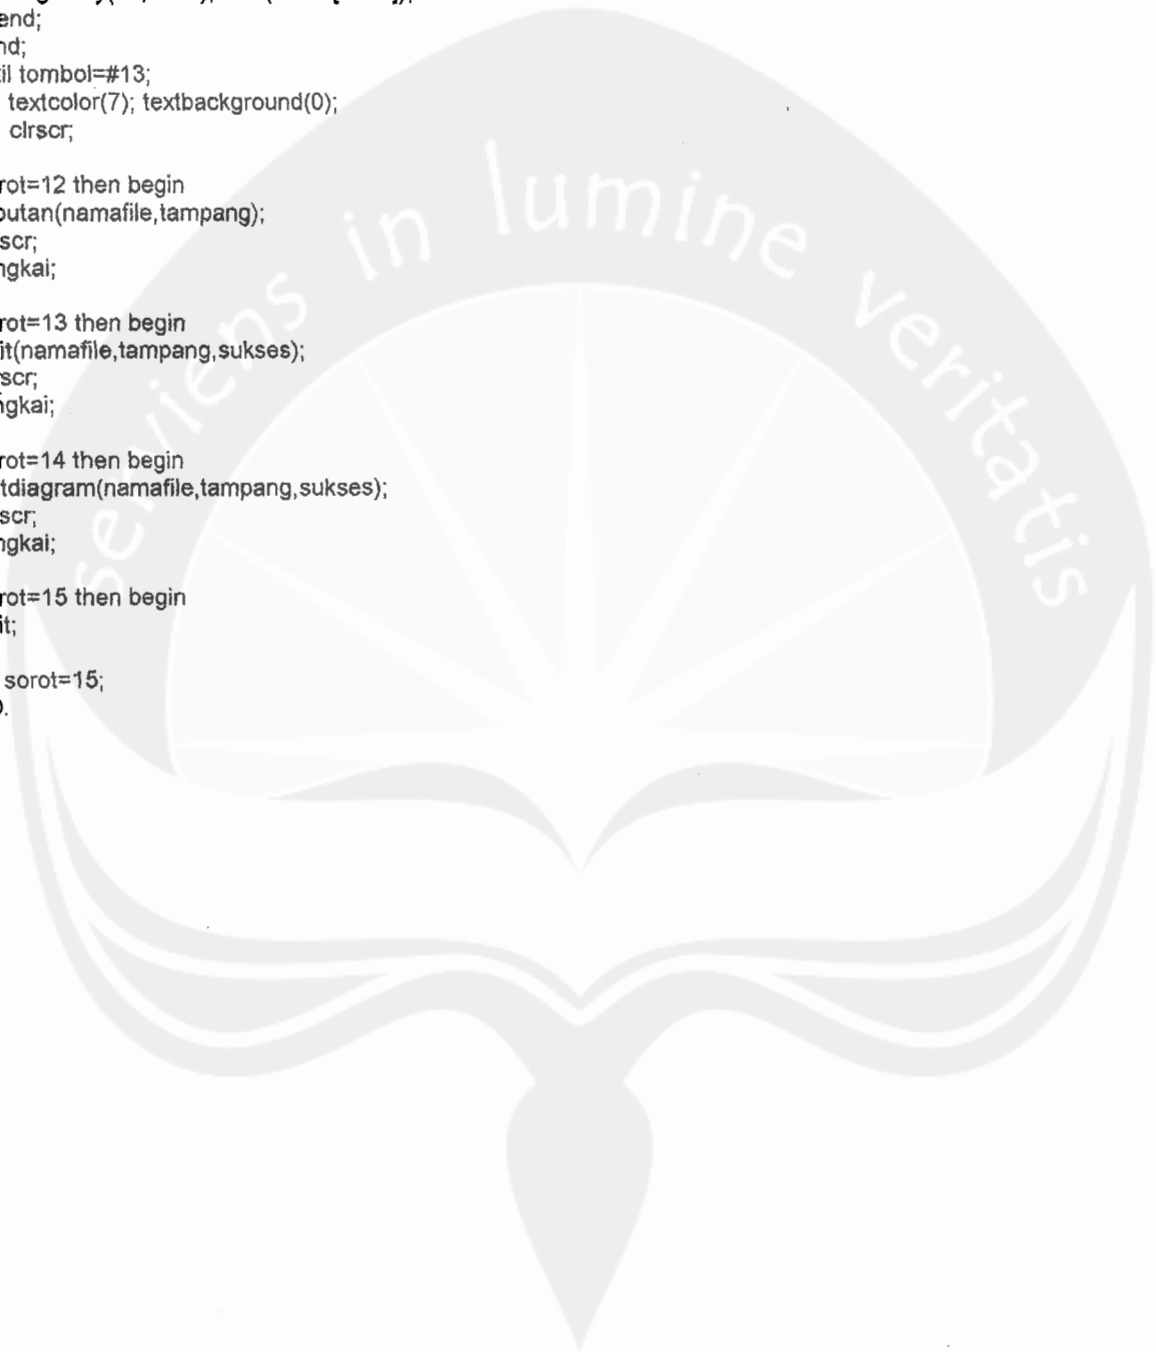 end;
nd;
il tombol=#13;
textcolor(7); textbackground(0);
clrscr;
rot=12 then begin
outan(namafile,tampang);
scr;
ngkai;
rot=13 then begin
it(namafile,tampang,sukses);
scr;
ngkai;
rot=14 then begin
tdiagram(namafile,tampang,sukses);
scr;
ngkai;
rot=15 then begin
it;
sorot=15;
serviens in lumine veritatis